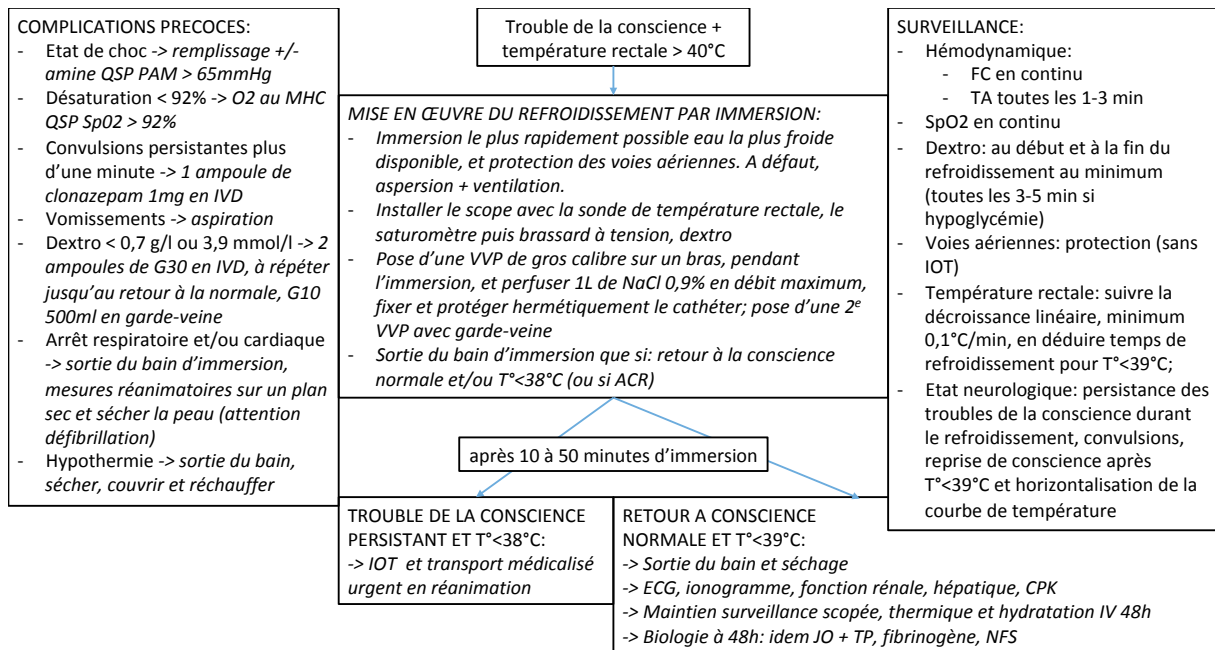 COMPLICATIONS PRECOCES:
- Etat de choc -> remplissage +/-
amine QSP PAM > 65mmHg
- Désaturation < 92% -> O2 au MHC
QSP Sp02 > 92%
- Convulsions persistantes plus
d'une minute -> 1 ampoule de
clonazepam 1mg en IVD
- Vomissements -> aspiration
- Dextro < 0,7 g/l ou 3,9 mmol/l -> 2
ampoules de G30 en IVD, à répéter
jusqu'au retour à la normale, G10
500ml en garde-veine
- Arrêt respiratoire et/ou cardiaque
-> sortie du bain d'immersion,
mesures réanimatoires sur un plan
sec et sécher la peau (attention
défibrillation)
- Hypothermie -> sortie du bain,
sécher, couvrir et réchauffer
Trouble de la conscience +
température rectale > 40°C
MISE EN ŒUVRE DU REFROIDISSEMENT PAR IMMERSION:
- Immersion le plus rapidement possible eau la plus froide
disponible, et protection des voies aériennes. A défaut,
aspersion + ventilation.
- Installer le scope avec la sonde de température rectale, le
saturomètre puis brassard à tension, dextro
- Pose d'une VVP de gros calibre sur un bras, pendant
l'immersion, et perfuser 1L de NaCl 0,9% en débit maximum,
fixer et protéger hermétiquement le cathéter; pose d'une 2e
VVP avec garde-veine
- Sortie du bain d'immersion que si: retour à la conscience
normale et/ou T°<38°C (ou si ACR)
après 10 à 50 minutes d'immersion
TROUBLE DE LA CONSCIENCE
PERSISTANT ET T°<38°C:
-> IOT et transport médicalisé
urgent en réanimation
RETOUR A CONSCIENCE
NORMALE ET T°<39°C:
-> Sortie du bain et séchage
-> ECG, ionogramme, fonction rénale, hépatique, CPK
-> Maintien surveillance scopée, thermique et hydratation IV 48h
-> Biologie à 48h: idem JO + TP, fibrinogène, NFS
SURVEILLANCE:
- Hémodynamique:
- FC en continu
- TA toutes les 1-3 min
- SpO2 en continu
- Dextro: au début et à la fin du
refroidissement au minimum
(toutes les 3-5 min si
hypoglycémie)
- Voies aériennes: protection (sans
IOT)
- Température rectale: suivre la
décroissance linéaire, minimum
0,1°C/min, en déduire temps de
refroidissement pour T°<39°C;
- Etat neurologique: persistance des
troubles de la conscience durant
le refroidissement, convulsions,
reprise de conscience après
T°<39°C et horizontalisation de la
courbe de température